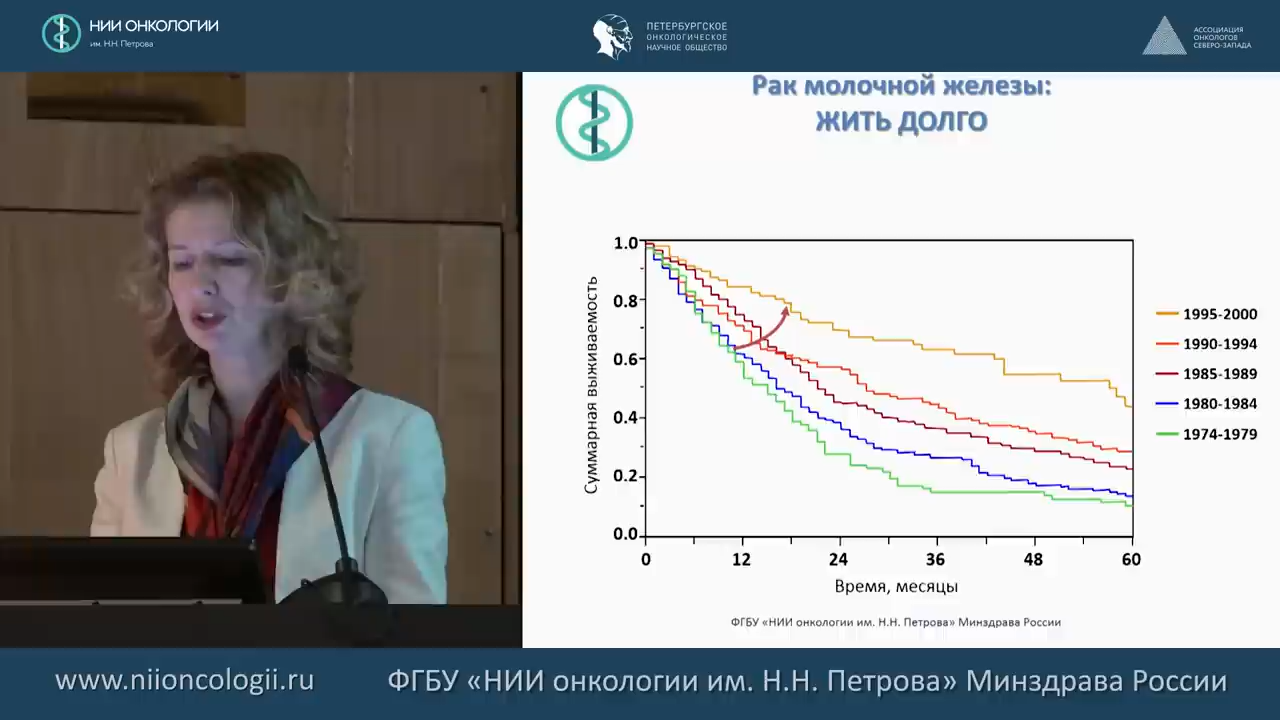 НИИ ОНКОЛОГИИ
им. Н.Н. Петрова
ПЕТЕРБУРГСКОЕ
ОНКОЛОГИЧЕСКОЕ
НАУЧНОЕ ОБЩЕСТВО
АССОЦИАЦИЯ
ОНКОЛОГОВ
СЕВЕРО-ЗАПАДА
Рак молочной железы:
ЖИТЬ ДОЛГО
Суммарная выживаемость
1.0
0.8
0.6
0.4
0.2
0.0
0 12 24 36 48 60
Время, месяцы
1995-2000
1990-1994
1985-1989
1980-1984
1974-1979
ФГБУ «НИИ онкологии им. Н.Н. Петрова» Минздрава России
www.niioncologii.ru
ФГБУ «НИИ онкологии им. Н.Н. Петрова» Минздрава России